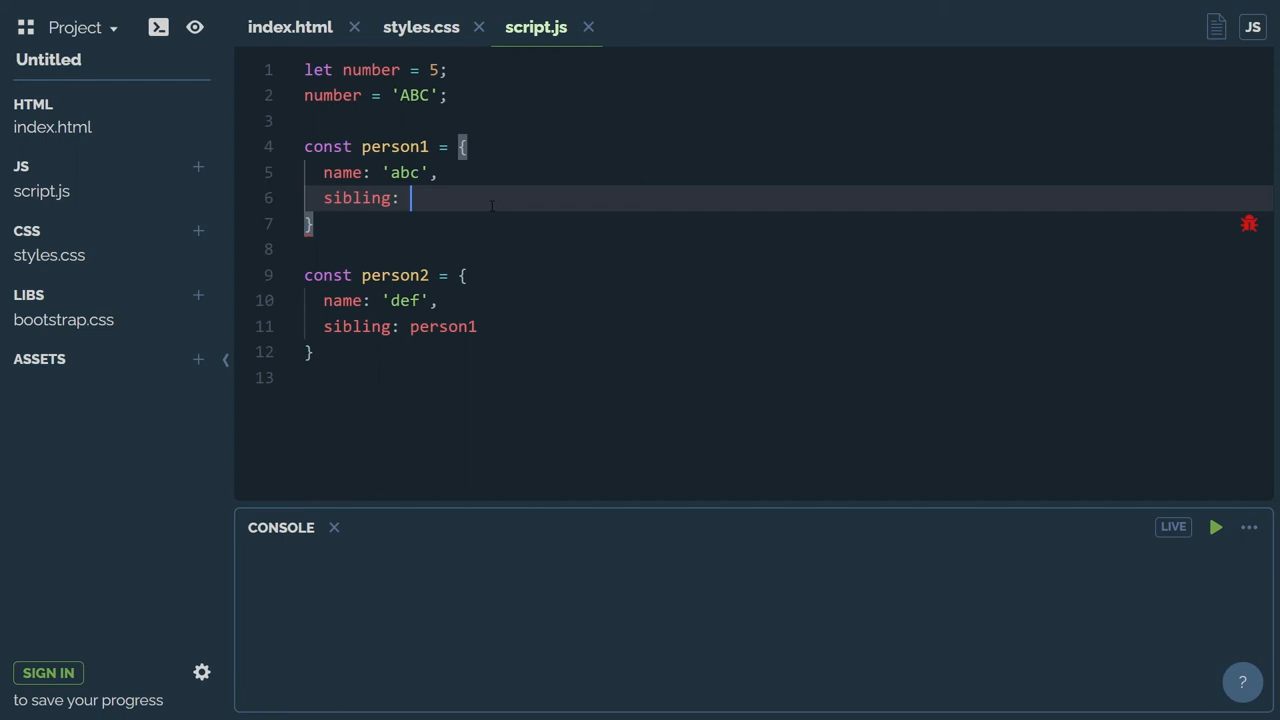 Project
index.html
styles.css
script.js
JS
Untitled
HTML
index.html
JS
script.js
CSS
styles.css
LIBS
bootstrap.css
ASSETS
1 let number = 5;
2 number = 'ABC';
3
4 const person1 = {
5 name: 'abc',
6 sibling:
7 }
8
9 const person2 = {
10 name: 'def',
11 sibling: person1
12 }
13
CONSOLE
LIVE
SIGN IN
to save your progress
?